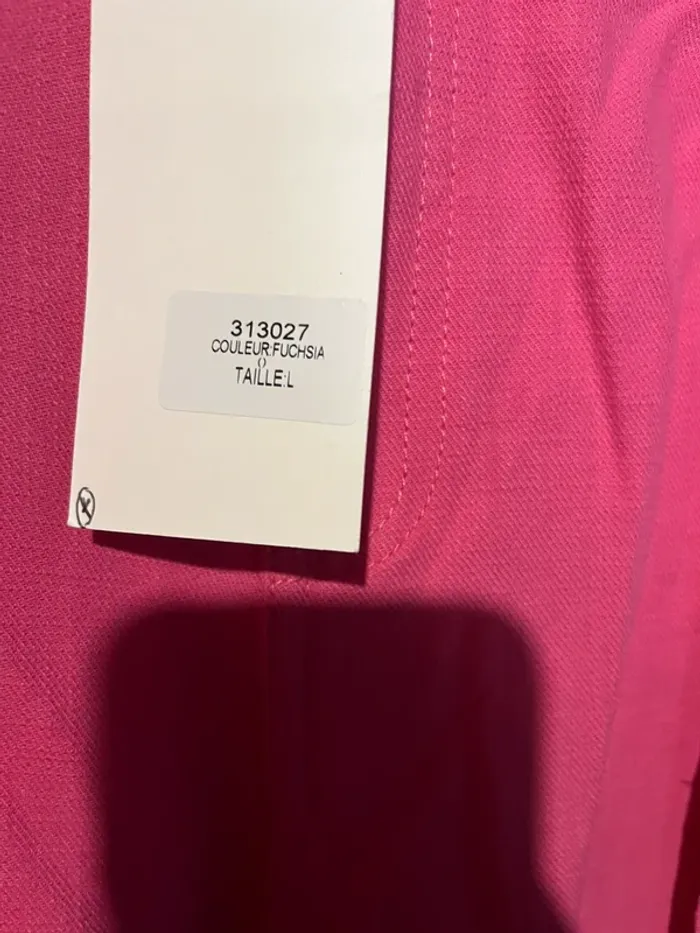 313027
COULEUR:FUCHSIA
()
TAILLE:L
X